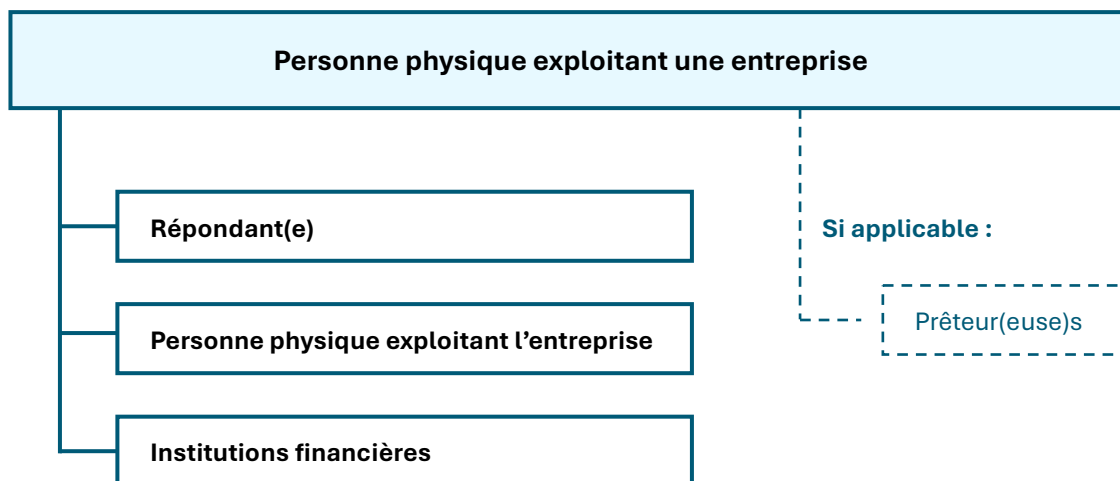 Personne physique exploitant une entreprise
Répondant(e)
Si applicable :
Personne physique exploitant l’entreprise
Prêteur(euse)s
Institutions financières